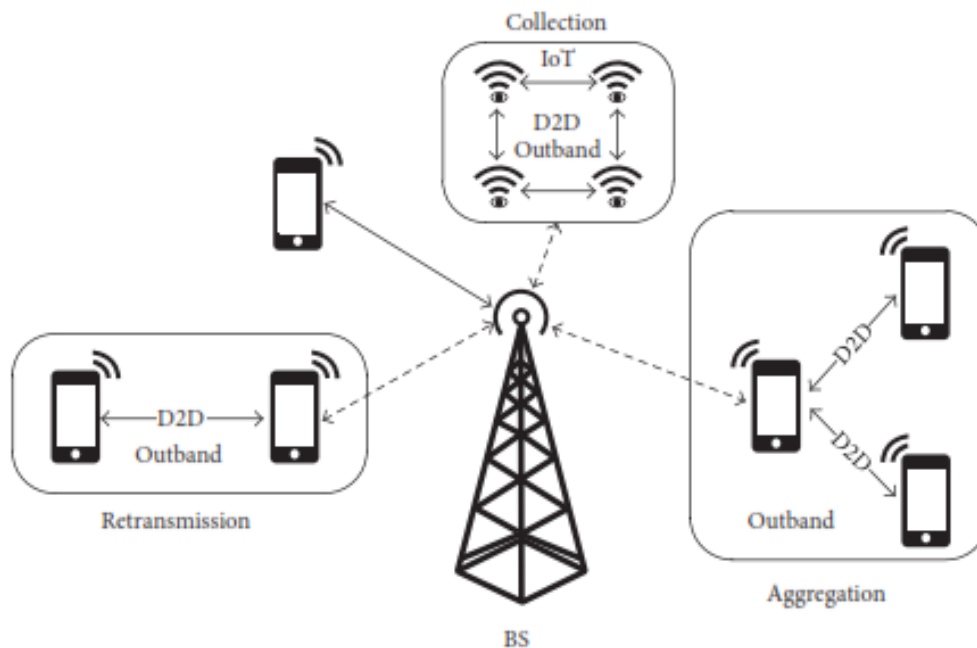 Collection
IoT
D2D
Outband
D2D
Outband
Retransmission
D2D
D2D
Outband
Aggregation
BS